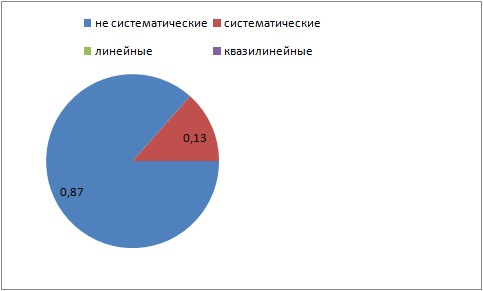 не систематические систематические
линейные квазилинейные
0,13
0,87